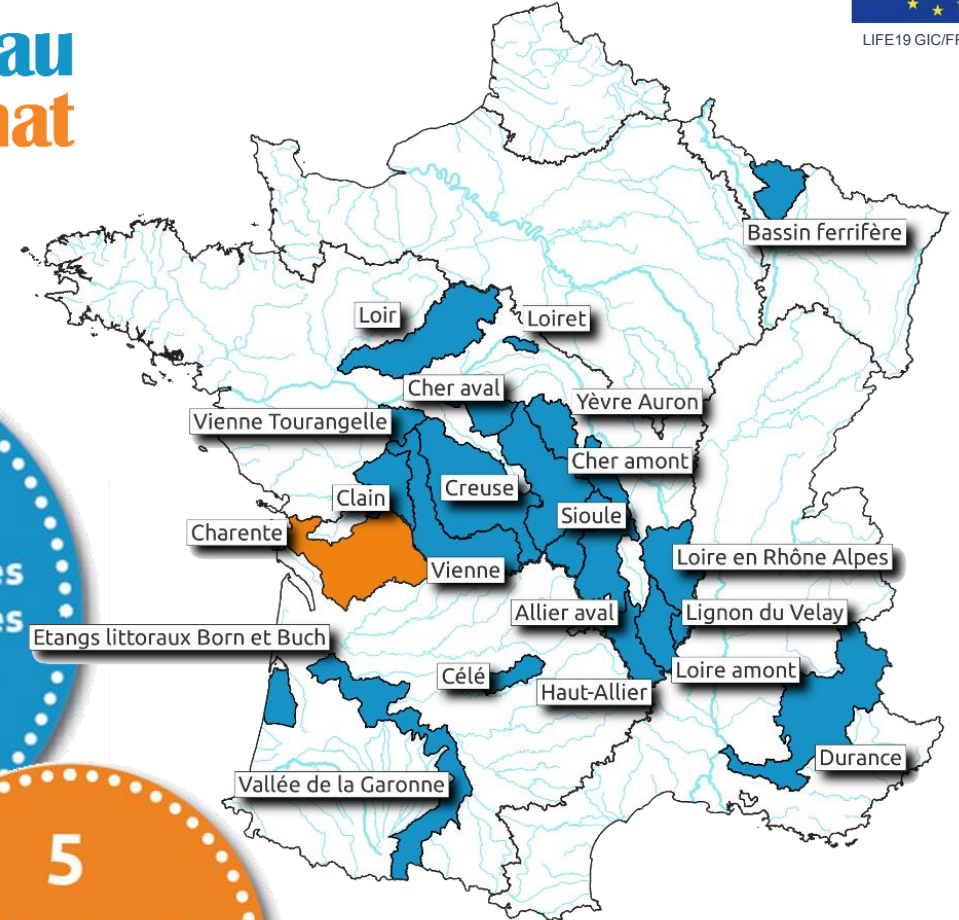 au
nat
LIFE19 GIC/FR
Bassin ferrifère
Loir
Loiret
Cher aval
Yèvre Auron
Vienne Tourangelle
Cher amont
Creuse
Clain
Sioule
Charente
Loire en Rhône Alpes
Vienne
Allier aval
Lignon du Velay
Etangs littoraux Born et Buch
Célé
Loire amont
Haut-Allier
Durance
Vallée de la Garonne
es
es
5